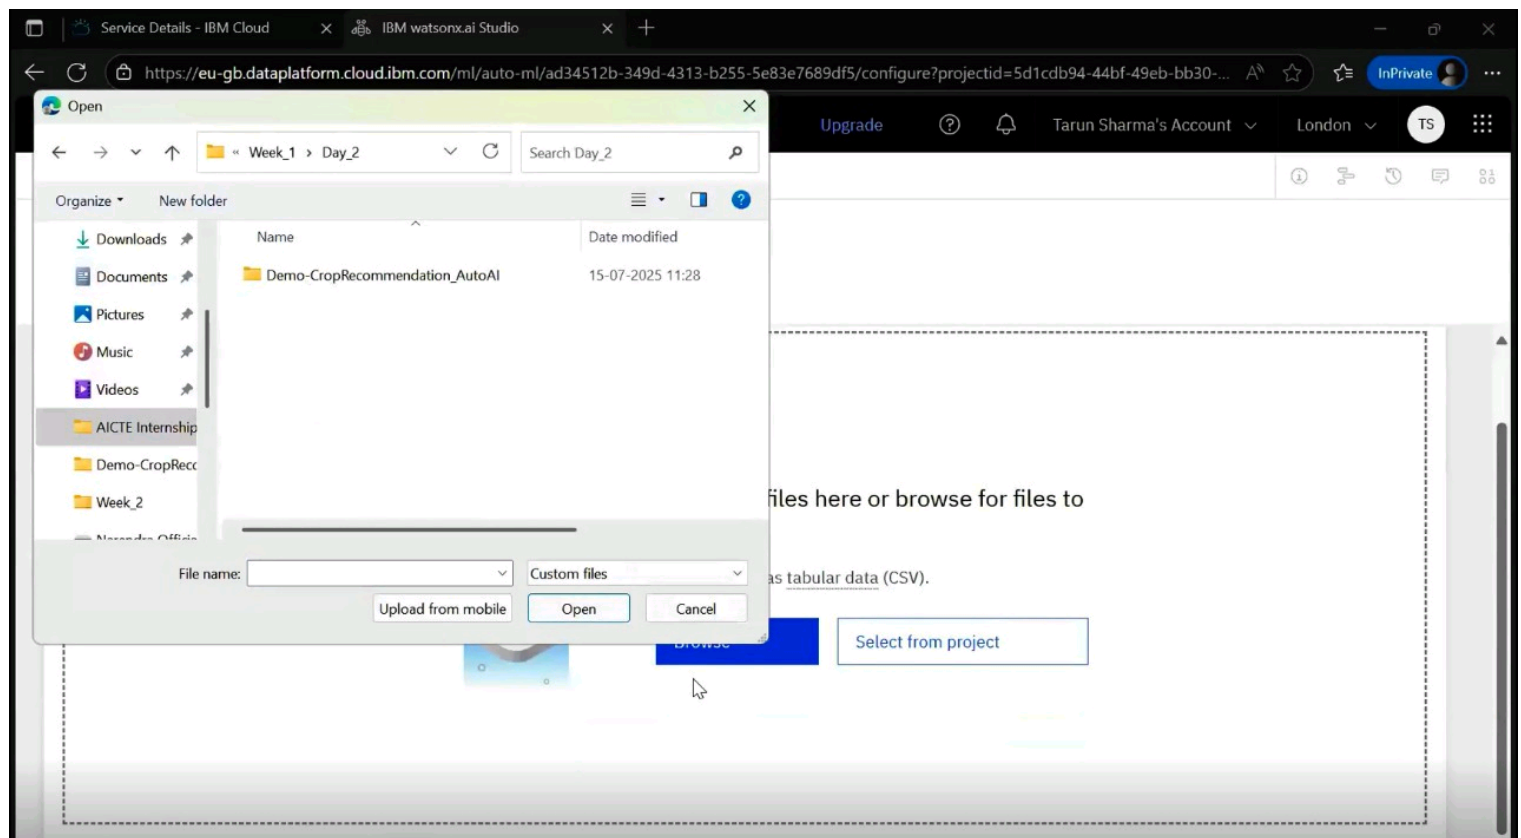 Service Details - IBM Cloud
IBM watsonx.ai Studio
https://eu-gb.dataplatform.cloud.ibm.com/ml/auto-ml/ad34512b-349d-4313-b255-5e83e7689df5/configure?projectid=5d1cdb94-44bf-49eb-bb30-...
InPrivate
Open
Upgrade
Tarun Sharma's Account
London
TS
« Week_1 › Day_2
Search Day_2
Organize
New folder
Name
Date modified
Downloads
Demo-CropRecommendation_AutoAI
15-07-2025 11:28
Documents
Pictures
Music
Videos
AICTE Internship
Demo-CropRec
Week_2
files here or browse for files to
File name:
Custom files
as tabular data (CSV).
Upload from mobile
Open
Cancel
Browse
Select from project